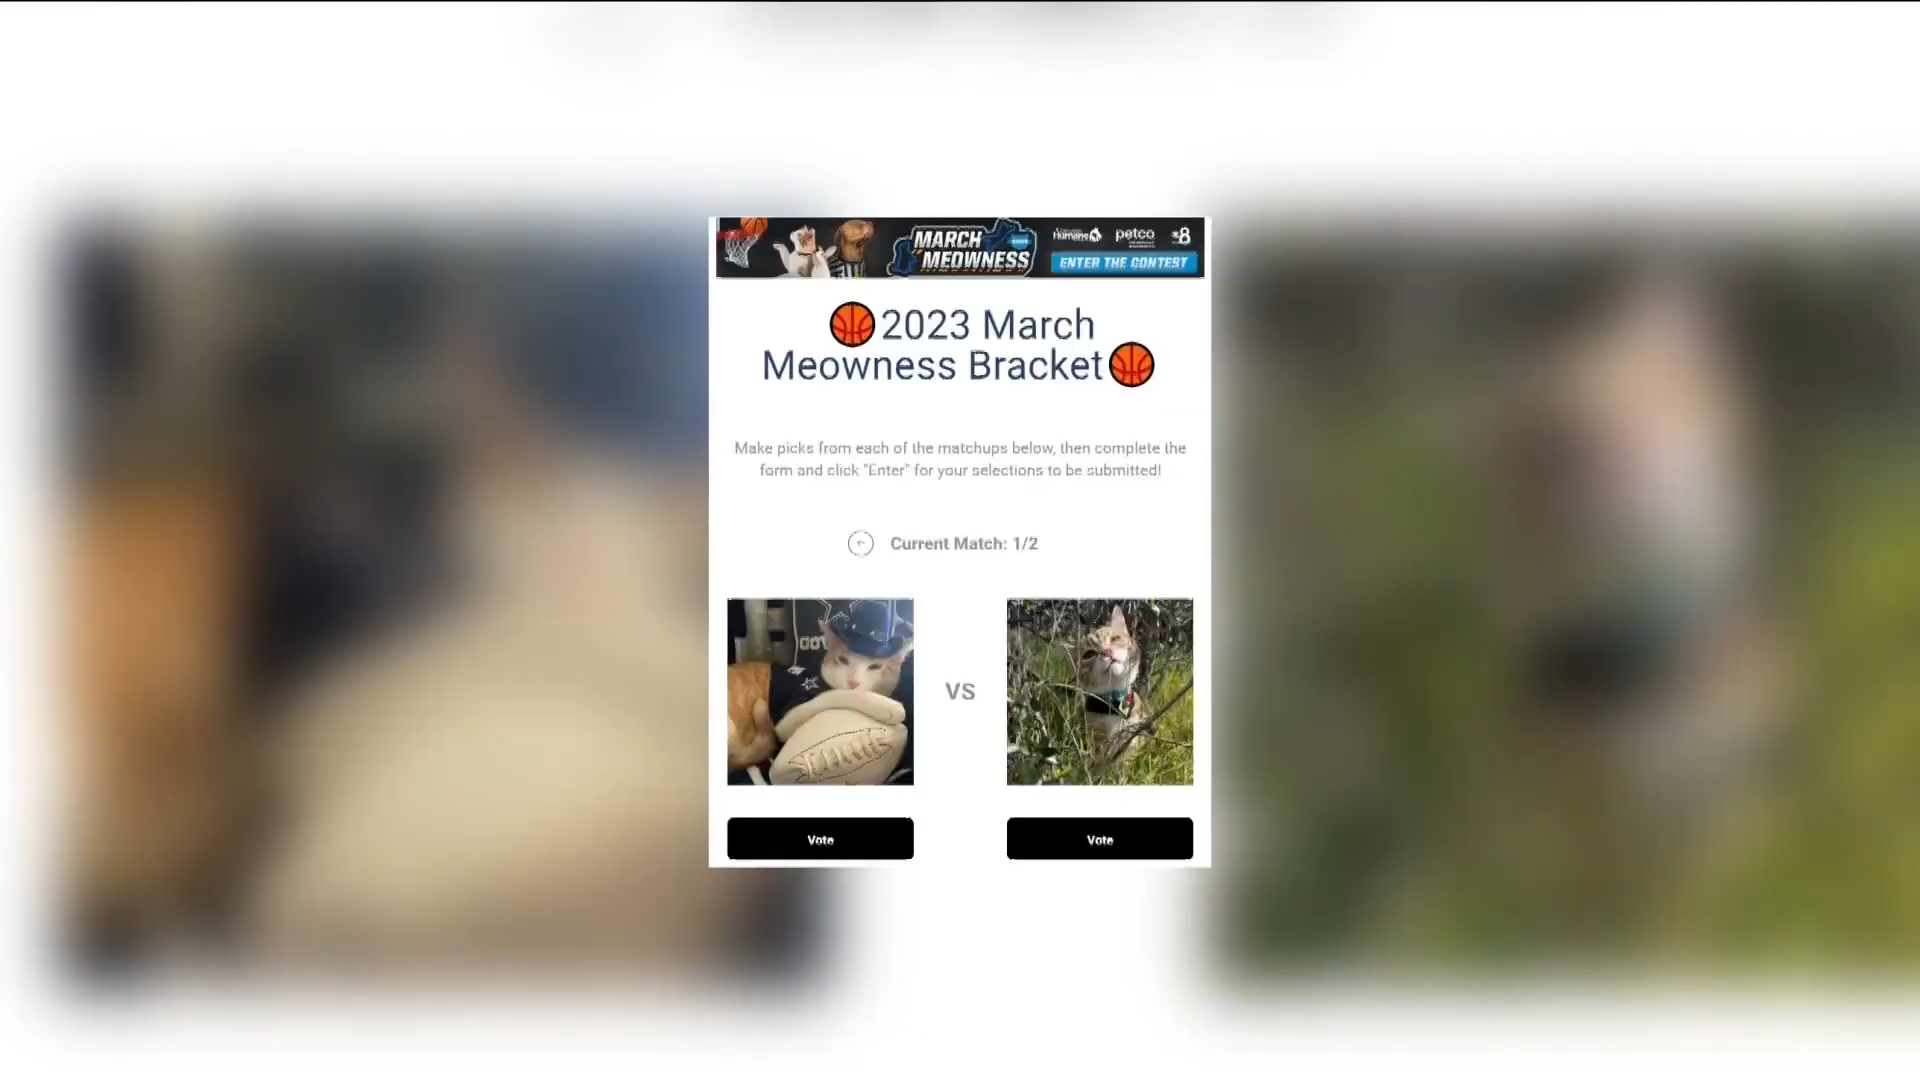 MARCH
MEOWNESS
Humane
petco
8
ENTER THE CONTEST
2023 March
Meowness Bracket
Make picks from each of the matchups below, then complete the
form and click "Enter" for your selections to be submitted!
Current Match: 1/2
VS
Vote
Vote